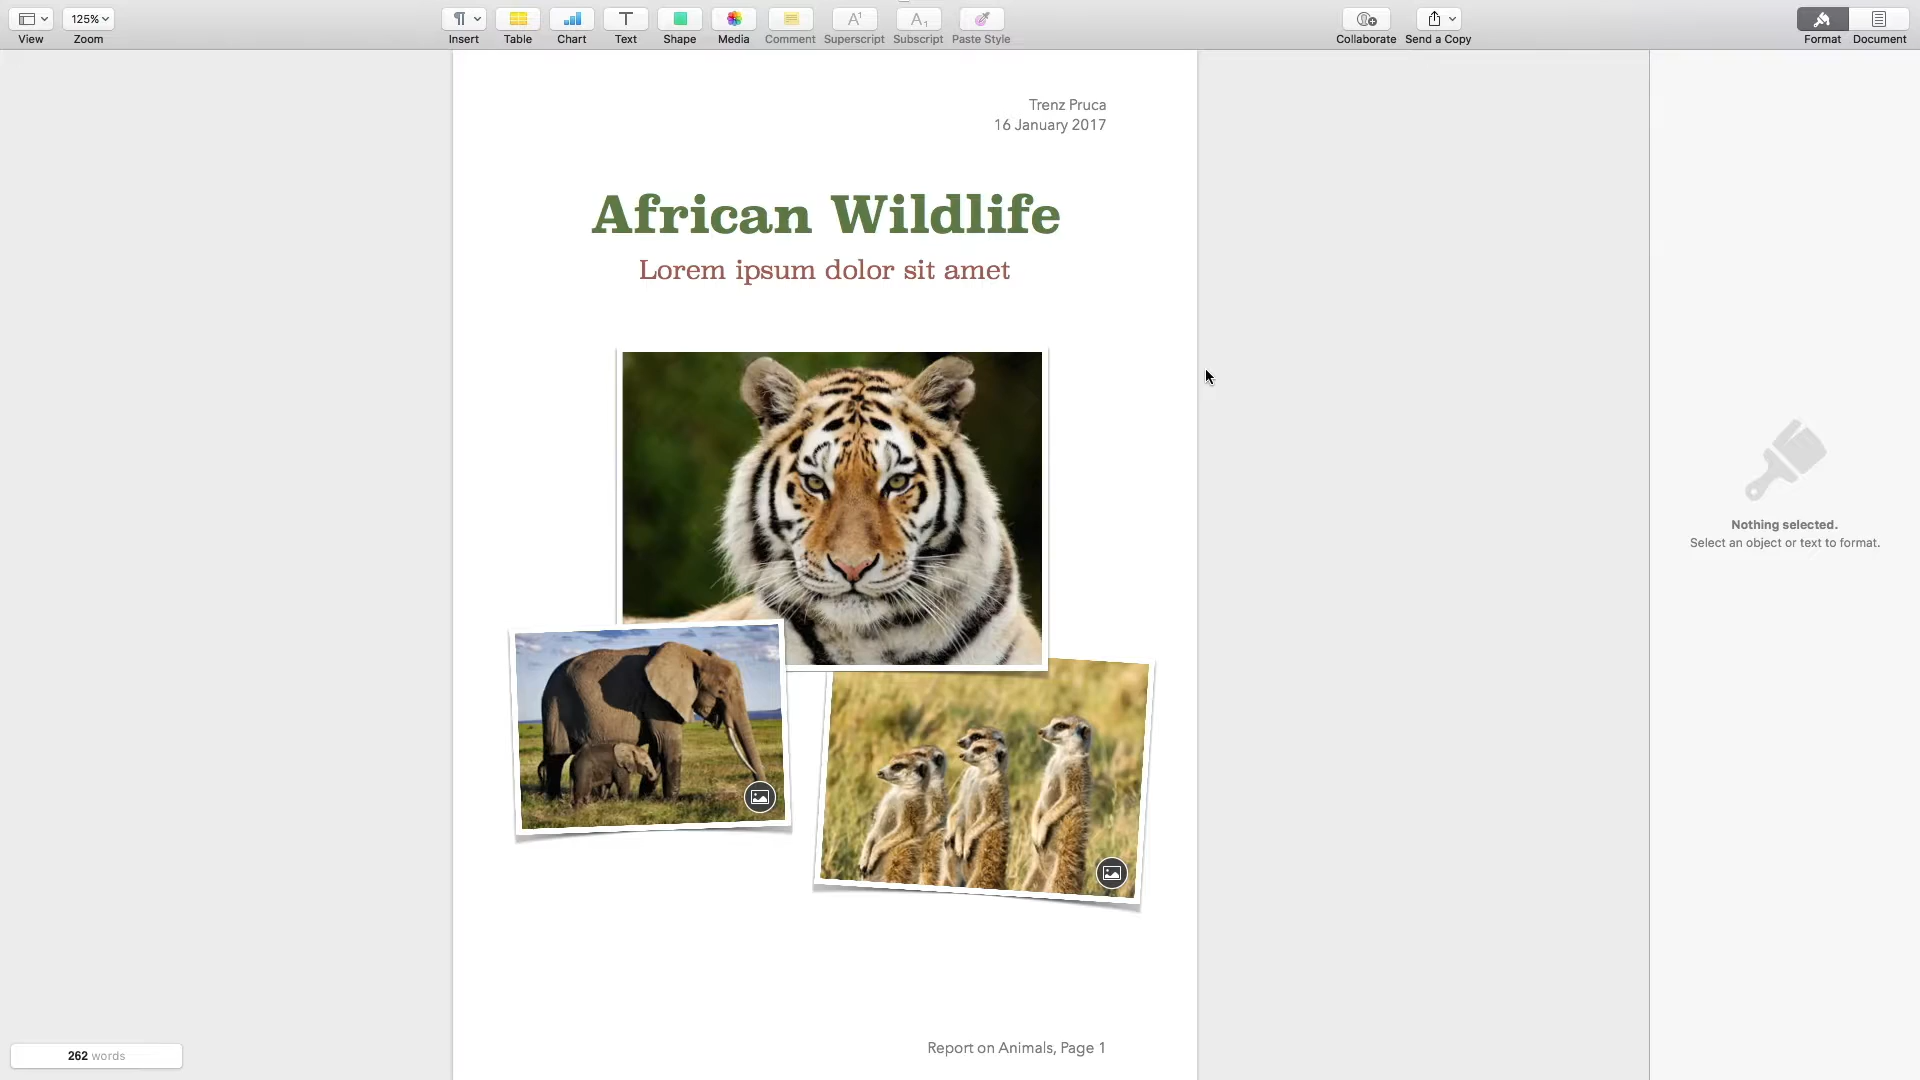 125%
View
Zoom
Insert
Table
Chart
Text
Shape
Media
Comment
Superscript
Subscript
Paste Style
Collaborate
Send a Copy
Format
Document
Trenz Pruca
16 January 2017
African Wildlife
Lorem ipsum dolor sit amet
Nothing selected.
Select an object or text to format.
Report on Animals, Page 1
262 words